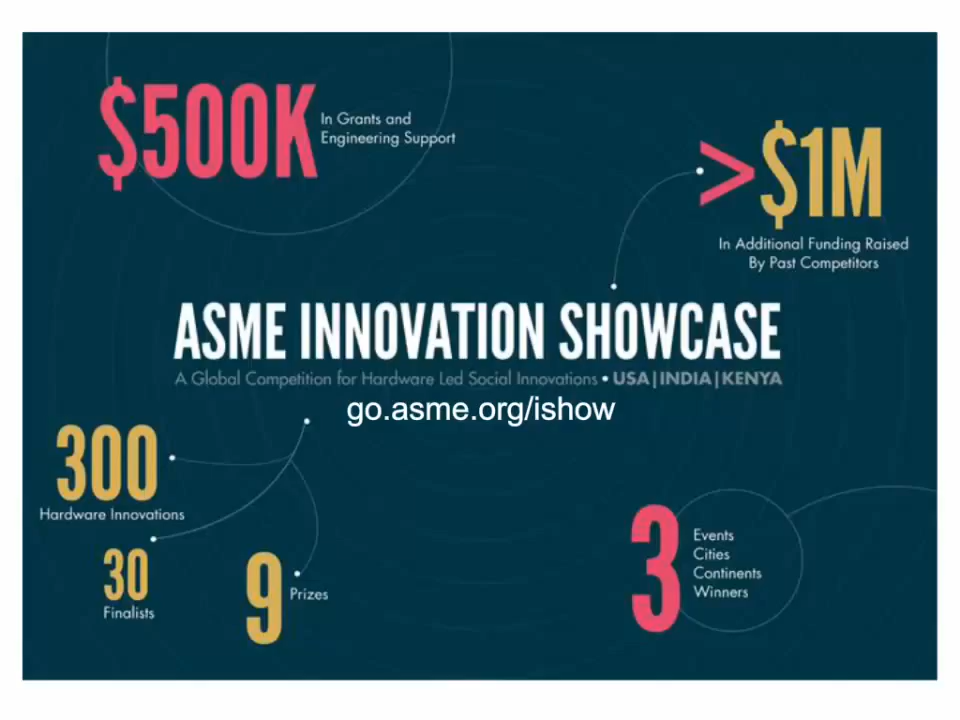 $500K
In Grants and
Engineering Support
> $1M
In Additional Funding Raised
By Past Competitors
ASME INNOVATION SHOWCASE
A Global Competition for Hardware Led Social Innovations • USA|INDIA|KENYA
go.asme.org/ishow
300
Hardware Innovations
30
Finalists
9
Prizes
3
Events
Cities
Continents
Winners